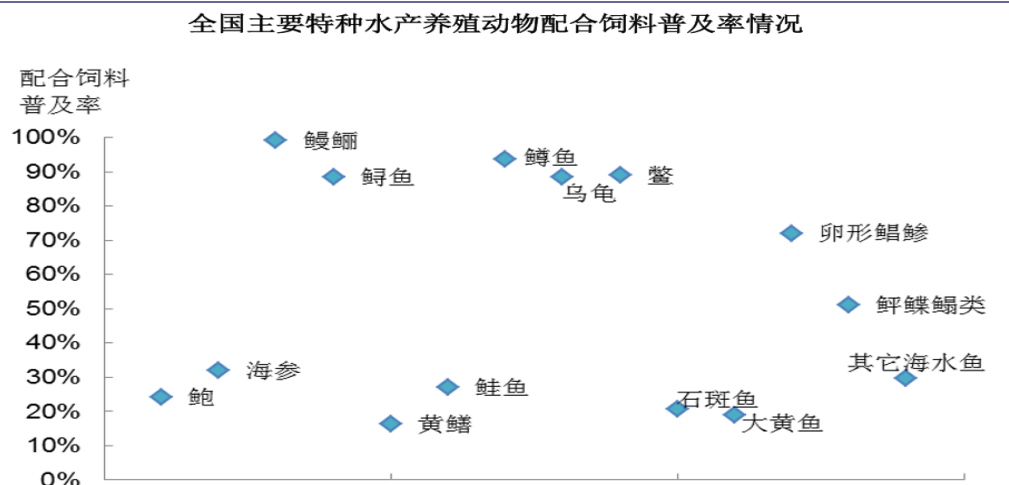 全国主要特种水产养殖动物配合饲料普及率情况
配合饲料
普及率
100%
鳗鲡
鳟鱼
90%
鲟鱼
鳖
乌龟
80%
70%
卵形鲳鲹
60%
50%
鲆鲽鳎类
40%
其它海水鱼
30%
海参
鲑鱼
鲍
石斑鱼
20%
黄鳝
大黄鱼
10%
0%